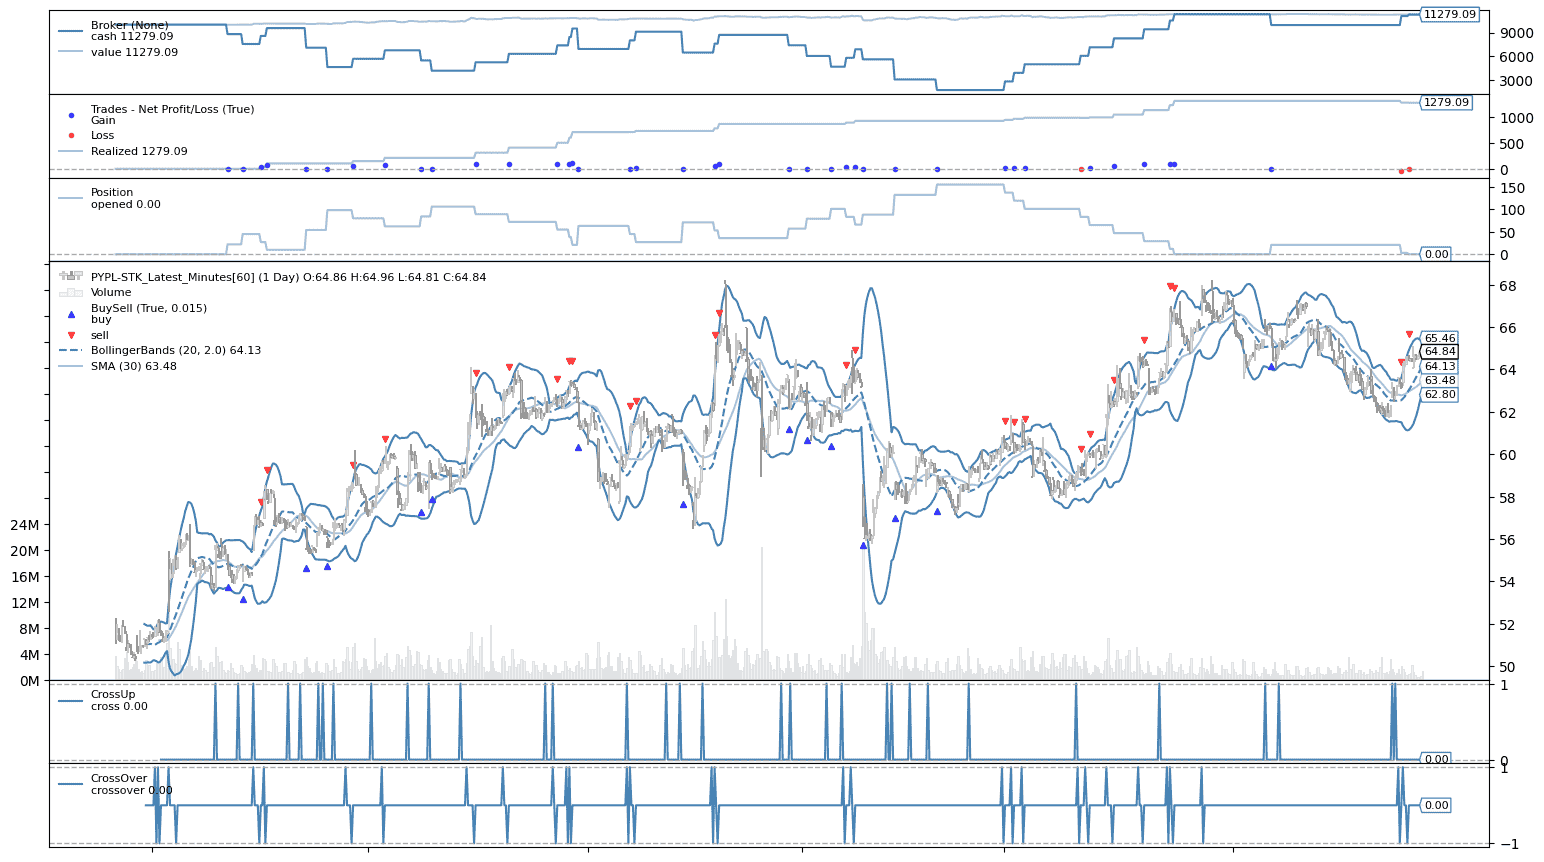 Broker (None)
cash 11279.09
value 11279.09
11279.09
9000
6000
3000
Trades - Net Profit/Loss (True)
Gain
Loss
Realized 1279.09
1279.09
1000
500
0
Position
opened 0.00
150
100
50
0
0.00
PYPL-STK_Latest_Minutes[60] (1 Day) O:64.86 H:64.96 L:64.81 C:64.84
Volume
BuySell (True, 0.015)
buy
sell
BollingerBands (20, 2.0) 64.13
SMA (30) 63.48
68
66
65.46
64.84
64.13
63.48
62.80
64
62
60
58
56
54
52
50
24M
20M
16M
12M
8M
4M
0M
CrossUp
cross 0.00
1
0
0.00
CrossOver
crossover 0.00
1
0.00
−1